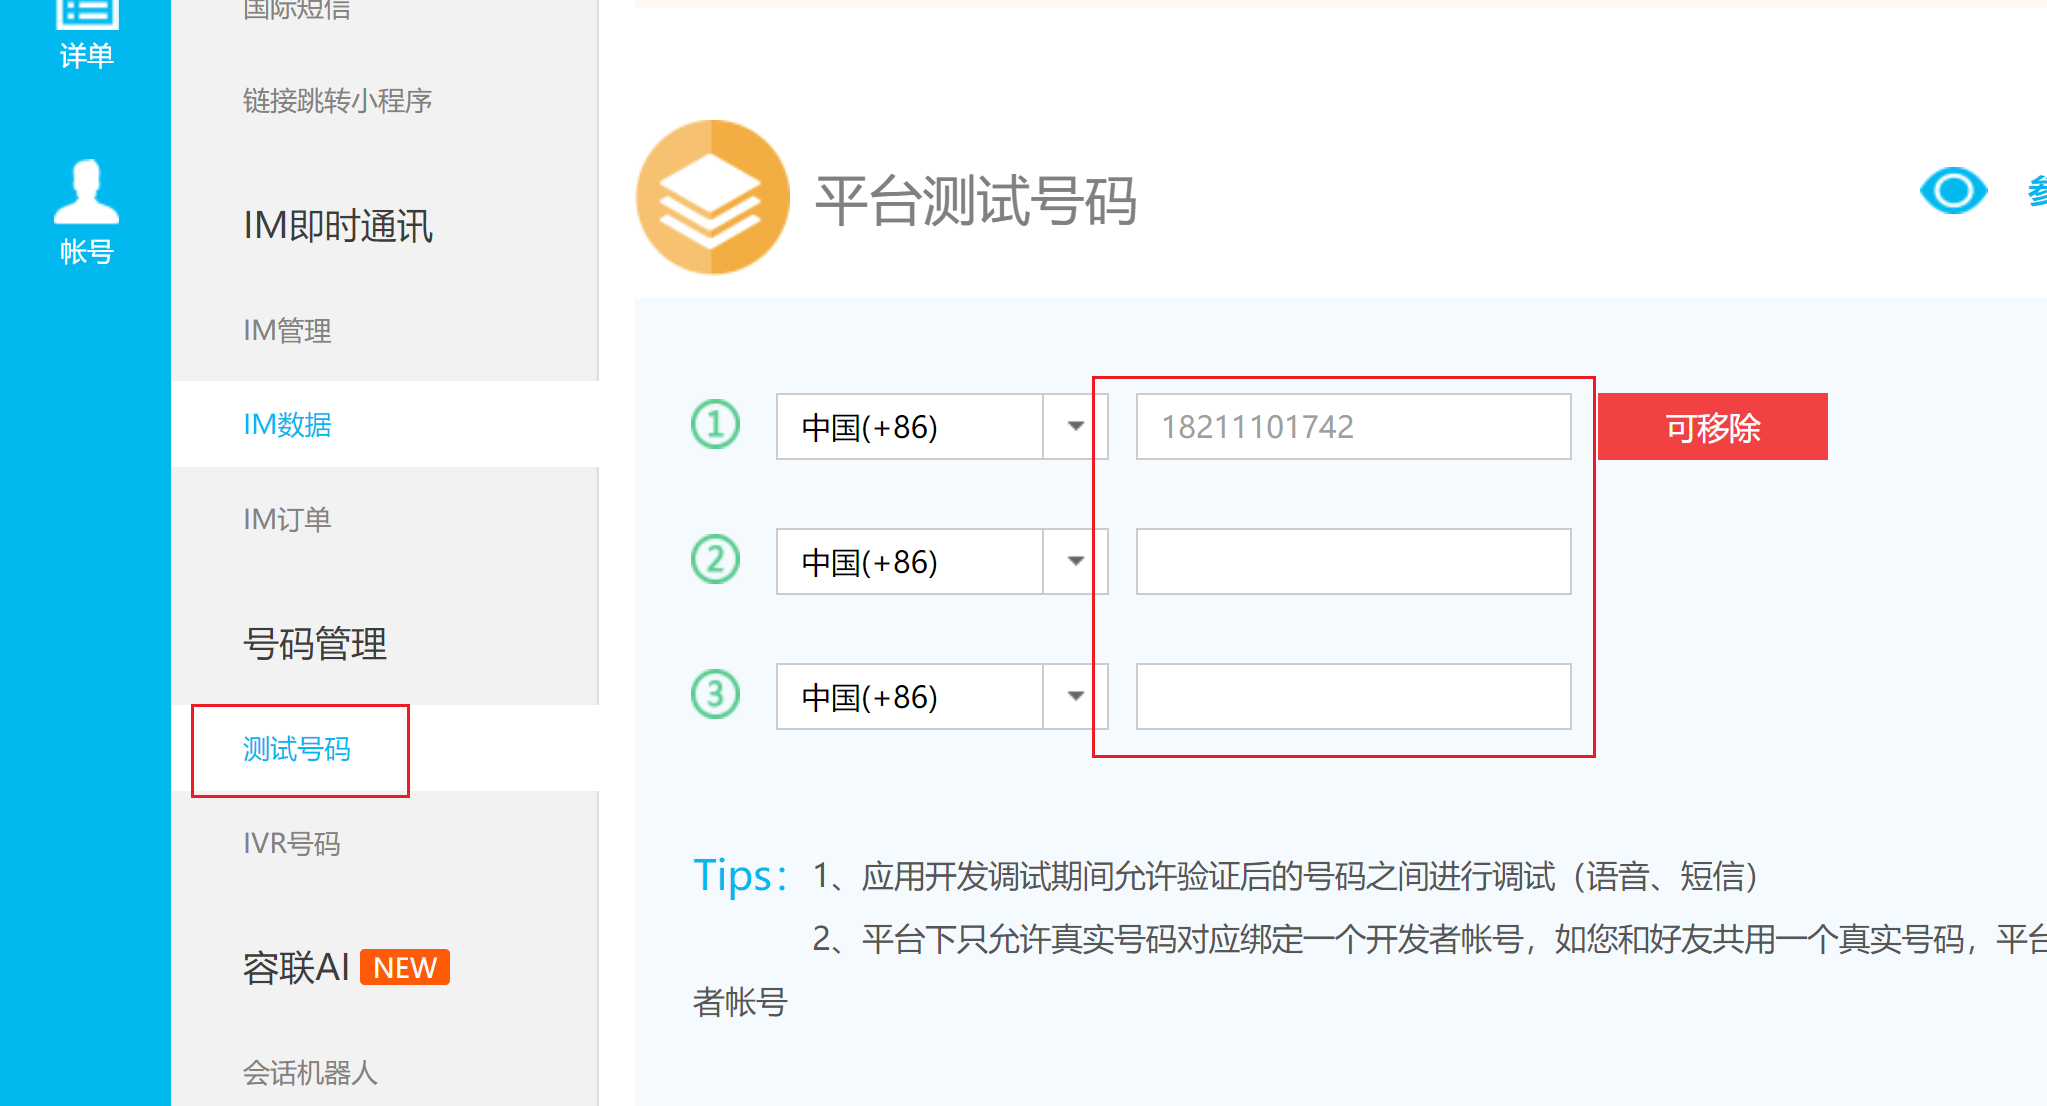 详单
帐号
国际短信
链接跳转小程序
IM即时通讯
IM管理
IM数据
IM订单
号码管理
测试号码
IVR号码
容联AI NEW
会话机器人
平台测试号码
1 中国(+86) 18211101742 可移除
2 中国(+86)
3 中国(+86)
Tips: 1、应用开发调试期间允许验证后的号码之间进行调试（语音、短信）
2、平台下只允许真实号码对应绑定一个开发者帐号，如您和好友共用一个真实号码，平台
者帐号